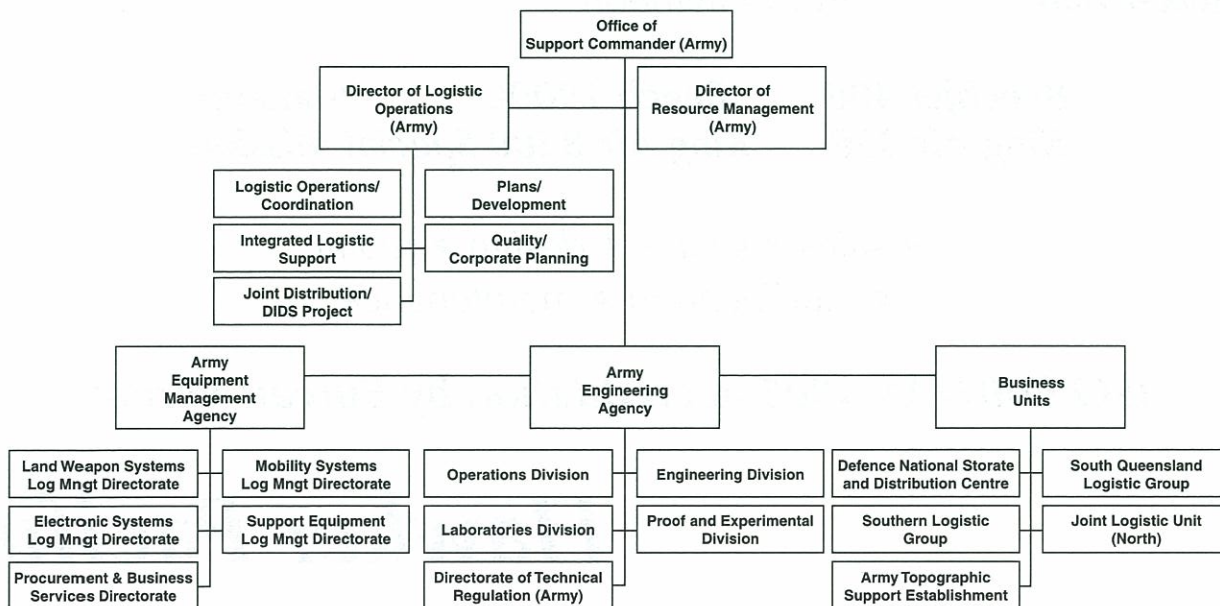 Office of
Support Commander (Army)
Director of Logistic
Operations
(Army)
Director of
Resource Management
(Army)
Logistic Operations/
Coordination
Plans/
Development
Integrated Logistic
Support
Quality/
Corporate Planning
Joint Distribution/
DIDS Project
Army
Equipment
Management
Agency
Army
Engineering
Agency
Business
Units
Land Weapon Systems
Log Mngt Directorate
Mobility Systems
Log Mngt Directorate
Electronic Systems
Log Mngt Directorate
Support Equipment
Log Mngt Directorate
Procurement & Business
Services Directorate
Operations Division
Engineering Division
Laboratories Division
Proof and Experimental
Division
Directorate of Technical
Regulation (Army)
Defence National Storate
and Distribution Centre
South Queensland
Logistic Group
Southern Logistic
Group
Joint Logistic Unit
(North)
Army Topographic
Support Establishment